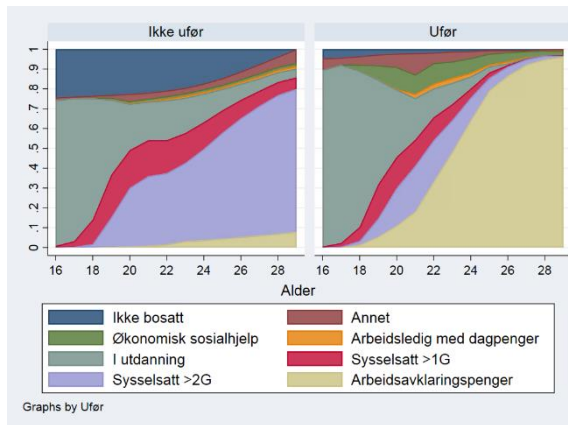 Ikke ufør
Ufør
1
.9
.8
.7
.6
.5
.4
.3
.2
.1
0
16 18 20 22 24 26 28
16 18 20 22 24 26 28
Alder
Ikke bosatt
Annet
Økonomisk sosialhjelp
Arbeidsledig med dagpenger
I utdanning
Sysselsatt >1G
Sysselsatt >2G
Arbeidsavklaringspenger
Graphs by Ufør